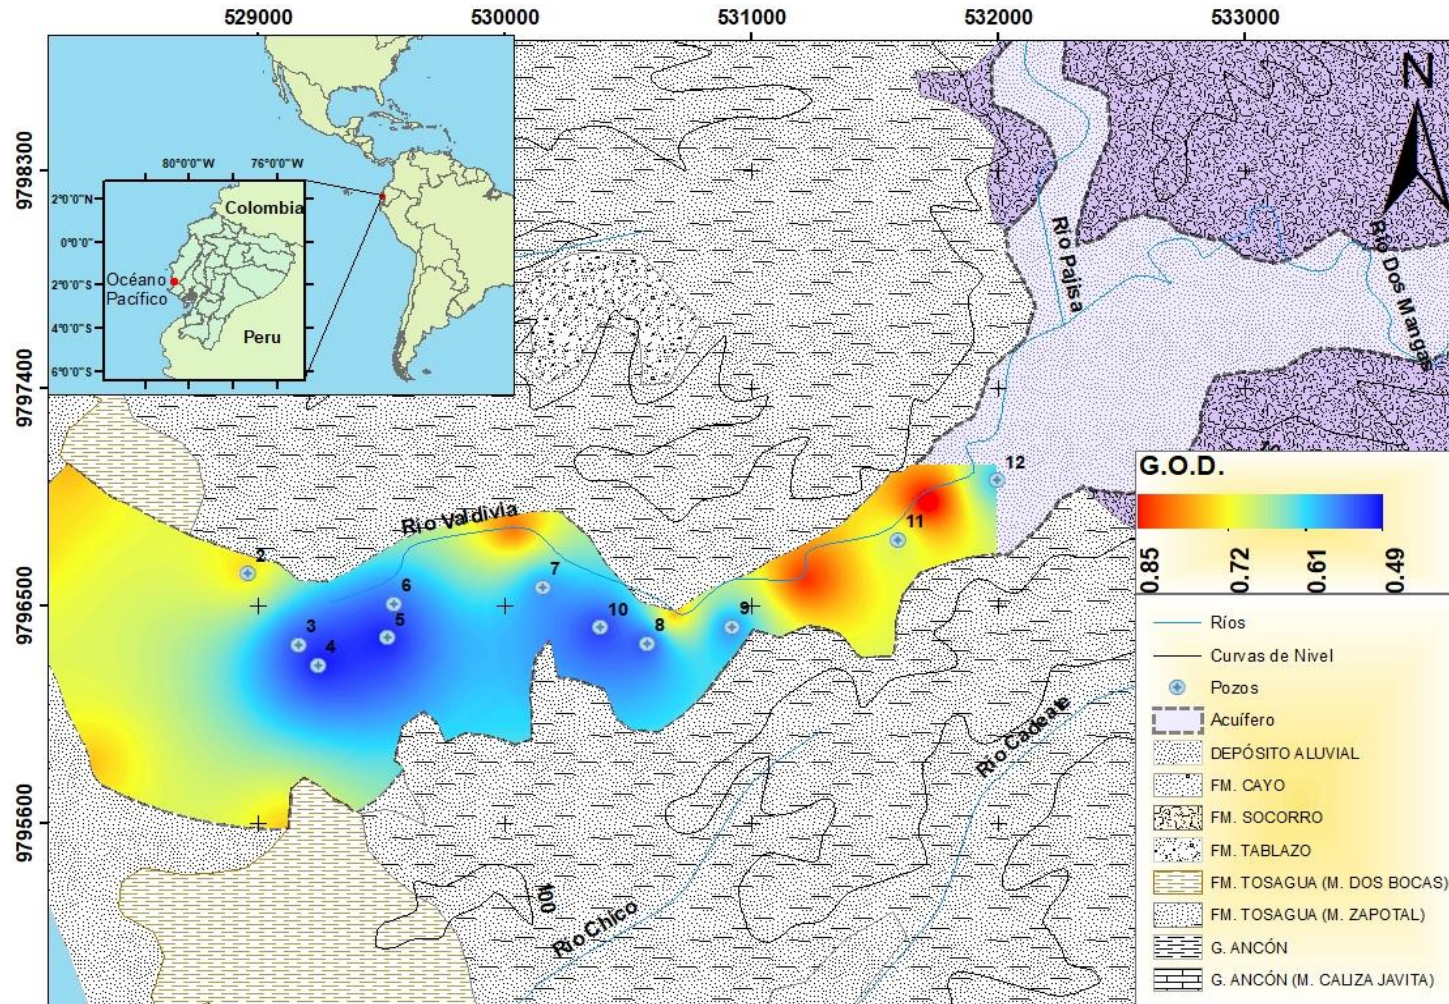 529000
530000
531000
532000
533000
9798300
9797400
9796500
9795600
80°0'0"W
76°0'0"W
2°0'0"N
0°0'0"
2°0'0"S
4°0'0"S
6°0'0"S
Colombia
Océano
Pacífico
Peru
N
Río Pajisa
Río Dos Mangas
Río Valdivia
Río Cadeate
Río Chico
100
2
3
4
5
6
7
10
8
9
11
12
G.O.D.
0.85
0.72
0.61
0.49
Ríos
Curvas de Nivel
Pozos
Acuífero
DEPÓSITO ALUVIAL
FM. CAYO
FM. SOCORRO
FM. TABLAZO
FM. TOSAGUA (M. DOS BOCAS)
FM. TOSAGUA (M. ZAPOTAL)
G. ANCÓN
G. ANCÓN (M. CALIZA JAVITA)